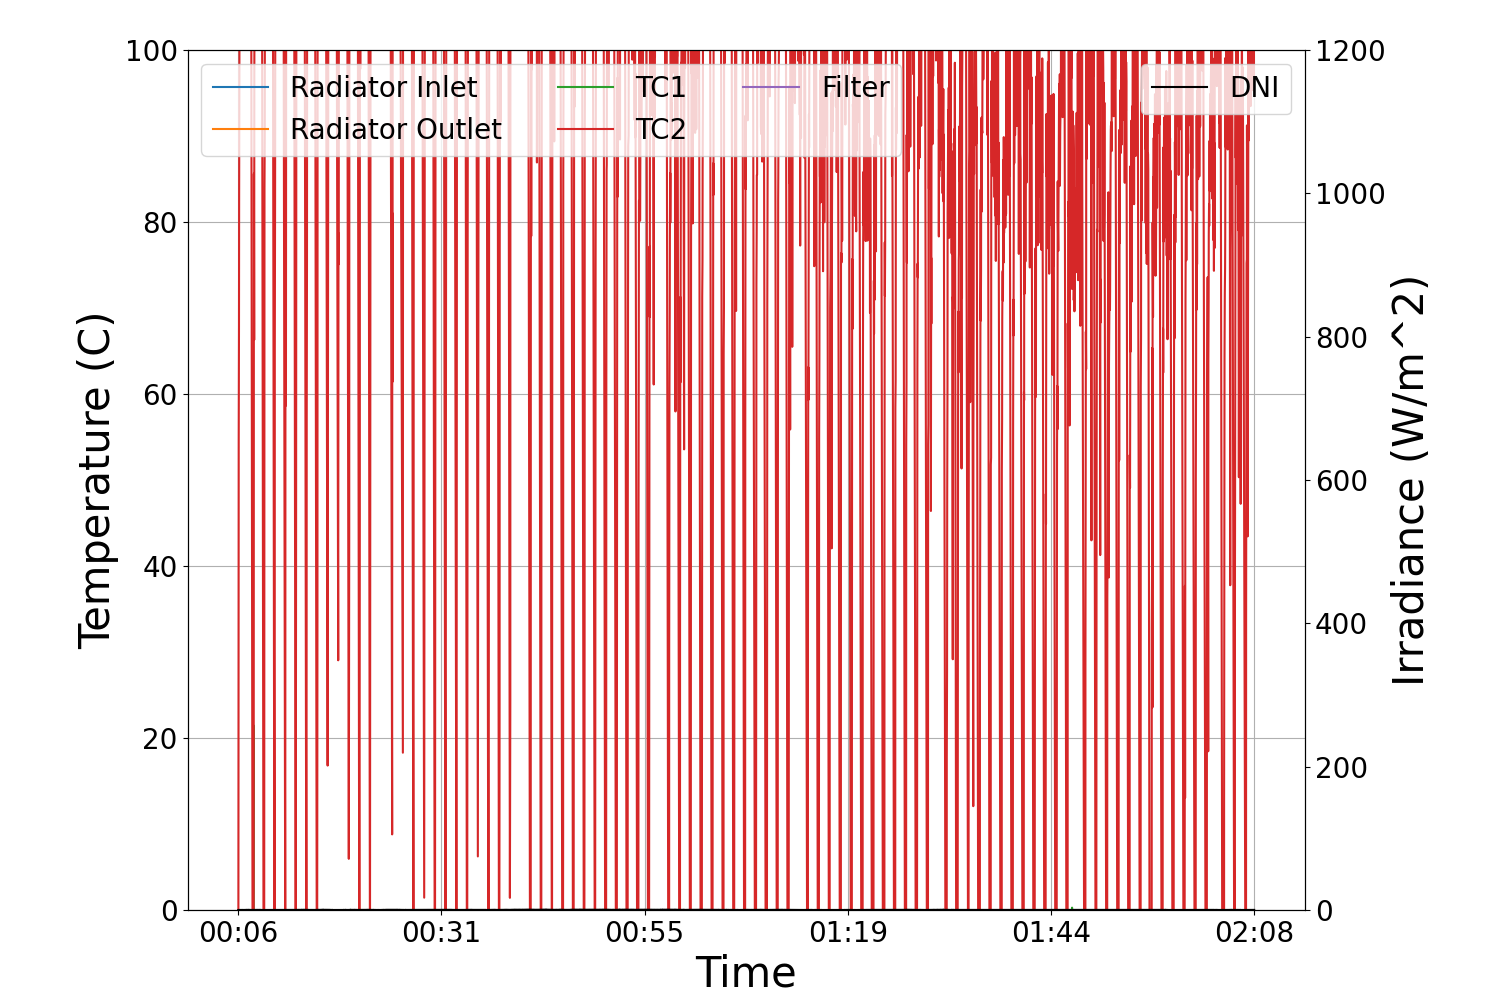 100
80
60
40
20
0
Temperature (C)
Radiator Inlet
Radiator Outlet
TC1
TC2
Filter
DNI
1200
1000
800
600
400
200
0
Irradiance (W/m^2)
00:06 00:31 00:55 01:19 01:44 02:08
Time